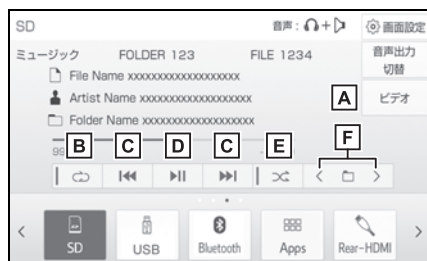 SD 音声: + 画面設定
ミュージック FOLDER 123 FILE 1234 音声出力
切替
File Name xxxxxxxxxxxxxxxxxxxx
Artist Name xxxxxxxxxxxxxxxxxxxx A ビデオ
Folder Name xxxxxxxxxxxxxxxxxxxx
B C D C E F
SD USB Bluetooth Apps Rear-HDMI